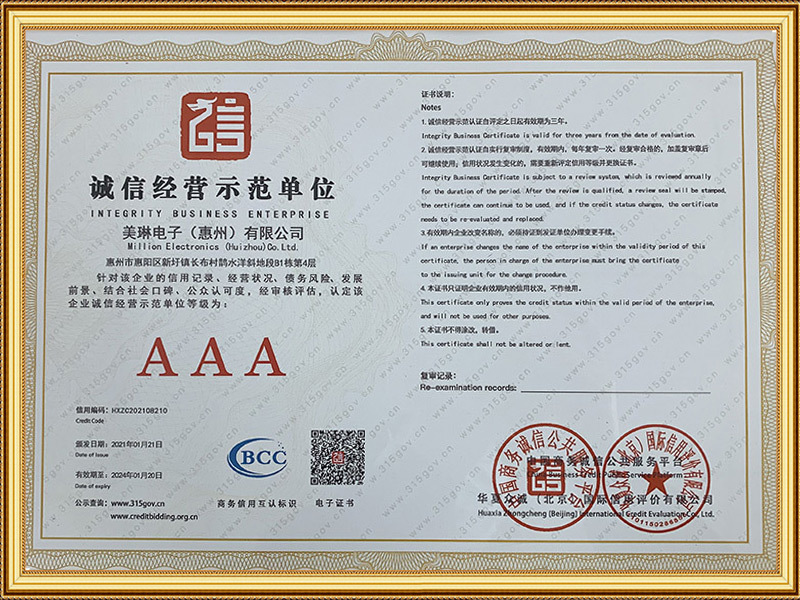 诚信经营示范单位
INTEGRITY BUSINESS ENTERPRISE
美琳电子（惠州）有限公司
Million Electronics (Huizhou)Co.Ltd.
惠州市惠阳区新圩镇长布村鹊水洋斜地段B1栋第4层
针对该企业的信用记录、经营状况、债务风险、发展
前景、结合社会口碑、公众认可度，经审核评估，认定该
企业诚信经营示范单位等级为：
AAA
信用编码：HXZC202108210
Credit Code
颁发日期：2021年01月21日
Date of Issue
有效期至：2024年01月20日
Date of expiry
公示查询：www.315gov.cn
www.creditbidding.org.cn
BCC
商务信用互认标识
电子证书
证书说明：
Notes
1. 诚信经营示范认证自评定之日起有效期为三年。
Integrity Business Certificate is valid for three years from the date of evaluation.
2. 诚信经营示范认证自实行复审制度，有效期内，每年复审一次。经复审合格的，加盖复审章后
可继续使用；信用状况发生变化的，需要重新评定信用等级并更换证书。
Integrity Business Certificate is subject to a review system, which is reviewed annually
for the duration of the period. After the review is qualified, a review seal will be stamped,
the certificate can continue to be used, and if the credit status changes, the certificate
needs to be re-evaluated and replaced.
3. 有效期内企业改变名称的，必须持证到发证单位办理变更手续。
If an enterprise changes the name of the enterprise within the validity period of this
certificate, the person in charge of the enterprise must bring the certificate
to the issuing unit for the change procedure.
4. 本证书只证明企业有效期内的信用状况，不作他用。
This certificate only proves the credit status within the valid period of the enterprise,
and will not be used for other purposes.
5. 本证书不得涂改，转借。
This certificate shall not be altered or lent.
复审记录：
Re-examination records:
中国商务诚信公共服务平台
华夏众诚（北京）国际信用评价有限公司
Huaxia Zhongcheng (Beijing) International Credit Evaluation Co., Ltd.
www.315gov.cn